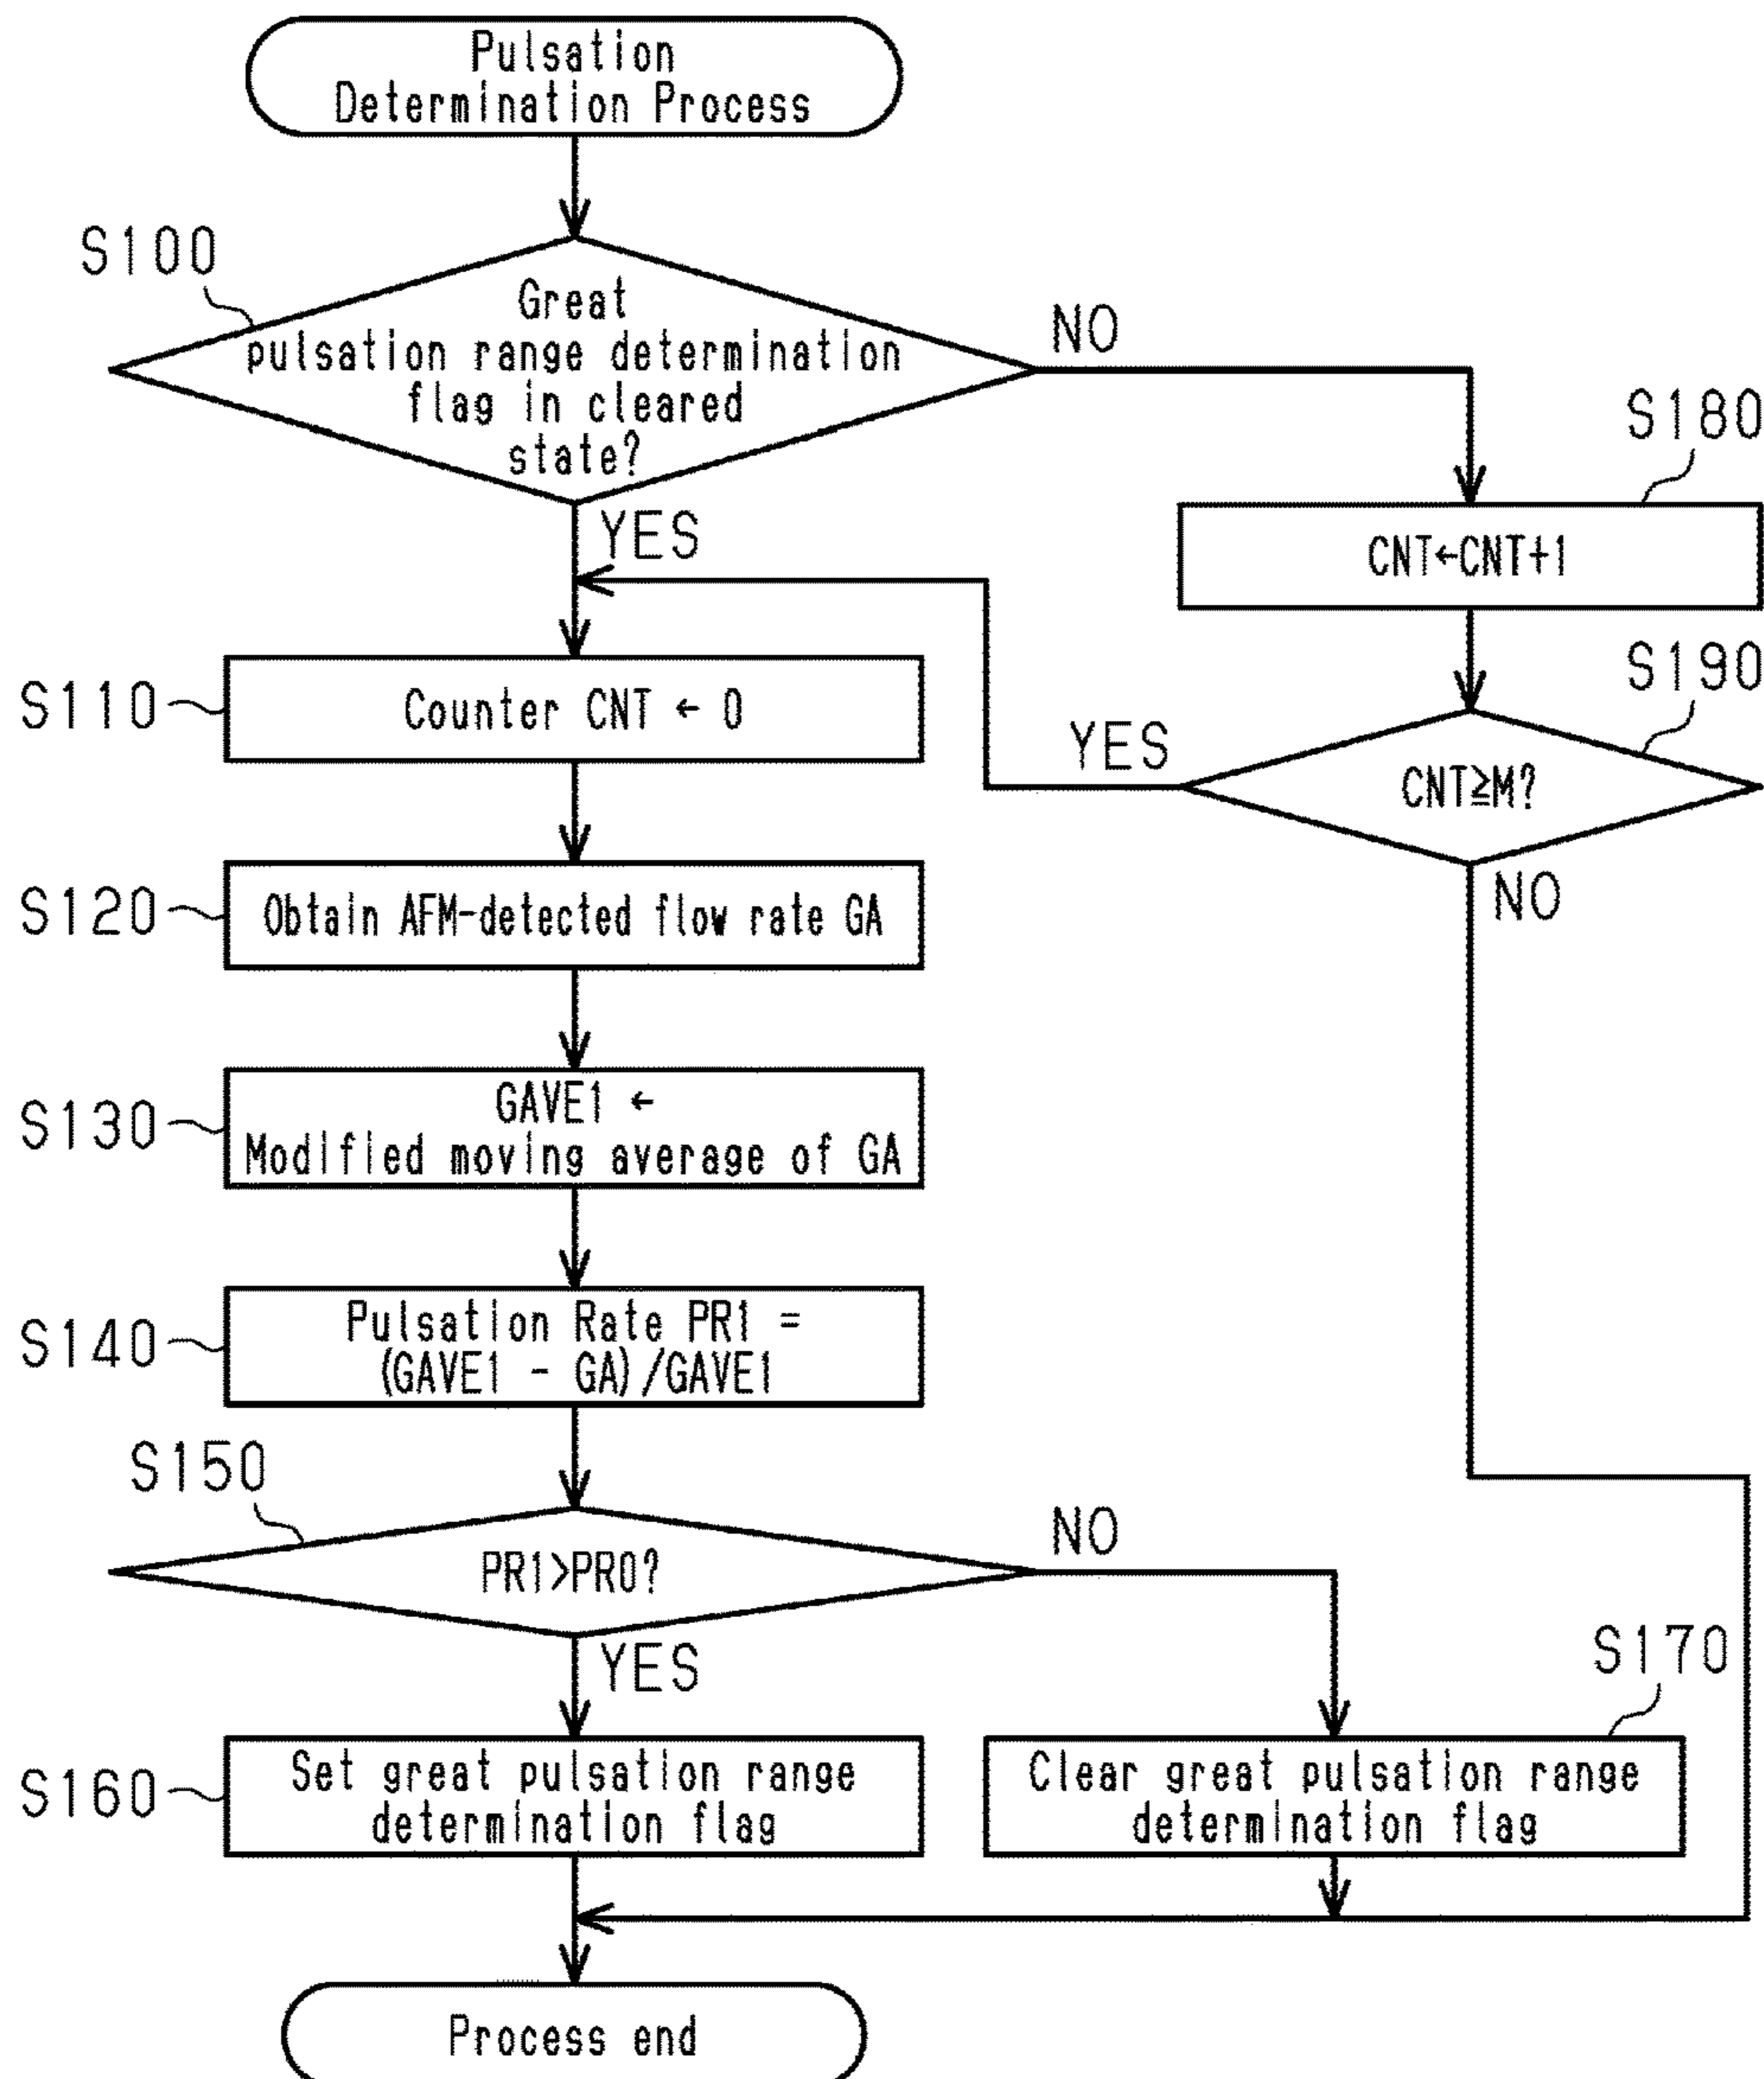 Pulsation
Determination Process
S100
Great
pulsation range determination
flag in cleared
state?
NO
YES
S180
CNT←CNT+1
S190
CNT≧M?
YES
NO
S110
Counter CNT ← 0
S120
Obtain AFM-detected flow rate GA
S130
GAVE1 ←
Modified moving average of GA
S140
Pulsation Rate PR1 =
(GAVE1 - GA)/GAVE1
S150
PR1>PR0?
NO
YES
S160
Set great pulsation range
determination flag
S170
Clear great pulsation range
determination flag
Process end